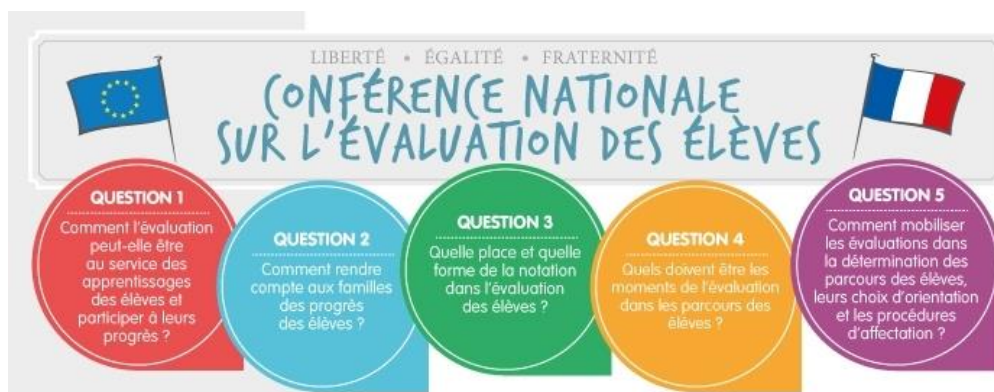 LIBERTÉ • ÉGALITÉ • FRATERNITÉ
CONFÉRENCE NATIONALE
SUR L'ÉVALUATION DES ÉLÈVES
QUESTION 1
Comment l'évaluation
peut-elle être
au service des
apprentissages
des élèves et
participer à leurs
progrès ?
QUESTION 2
Comment rendre
compte aux familles
des progrès
des élèves ?
QUESTION 3
Quelle place et quelle
forme de la notation
dans l'évaluation
des élèves ?
QUESTION 4
Quels doivent être les
moments de l'évaluation
dans les parcours des
élèves ?
QUESTION 5
Comment mobiliser
les évaluations dans
la détermination des
parcours des élèves,
leurs choix d'orientation
et les procédures
d'affectation ?